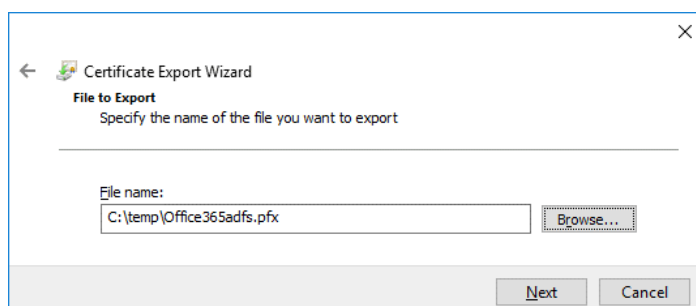 Certificate Export Wizard
File to Export
Specify the name of the file you want to export
File name:
C:\temp\Office365adfs.pfx
Browse...
Next
Cancel